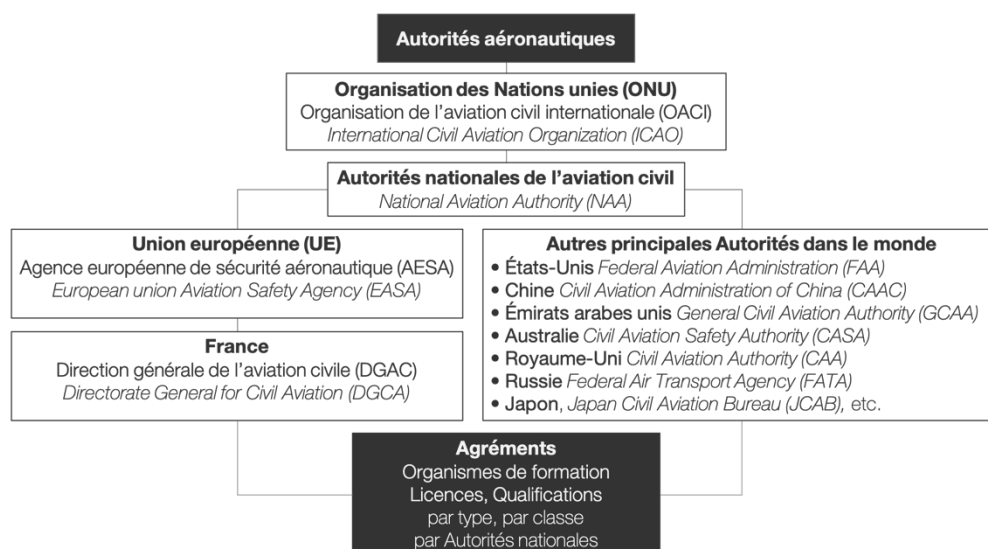 Autorités aéronautiques
Organisation des Nations unies (ONU)
Organisation de l'aviation civil internationale (OACI)
International Civil Aviation Organization (ICAO)
Autorités nationales de l'aviation civil
National Aviation Authority (NAA)
Union européenne (UE)
Agence européenne de sécurité aéronautique (AESA)
European union Aviation Safety Agency (EASA)
France
Direction générale de l'aviation civile (DGAC)
Directorate General for Civil Aviation (DGCA)
Autres principales Autorités dans le monde
• États-Unis Federal Aviation Administration (FAA)
• Chine Civil Aviation Administration of China (CAAC)
• Émirats arabes unis General Civil Aviation Authority (GCAA)
• Australie Civil Aviation Safety Authority (CASA)
• Royaume-Uni Civil Aviation Authority (CAA)
• Russie Federal Air Transport Agency (FATA)
• Japon, Japan Civil Aviation Bureau (JCAB), etc.
Agréments
Organismes de formation
Licences, Qualifications
par type, par classe
par Autorités nationales